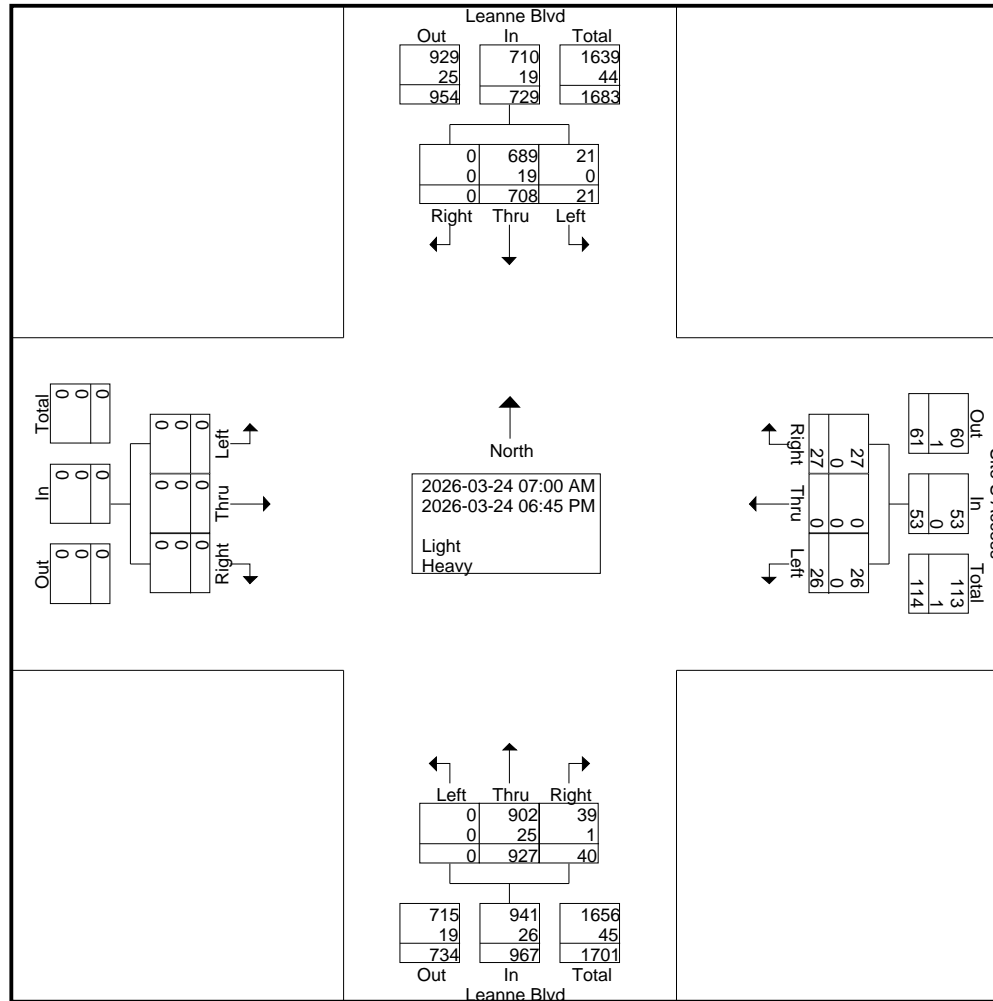 Leanne Blvd
Out In Total
929 710 1639
25 19 44
954 729 1683
0 689 21
0 19 0
0 708 21
Right Thru Left
Total
0 0 0
In
0 0 0
Out
0 0 0
Left
0 0 0
Thru
0 0 0
Right
0 0 0
North
2026-03-24 07:00 AM
2026-03-24 06:45 PM
Light
Heavy
Right
27 0 27
Thru
0 0 0
Left
26 0 26
Out
60 1 61
In
53 0 53
Total
113 1 114
Left Thru Right
0 902 39
0 25 1
0 927 40
715 941 1656
19 26 45
734 967 1701
Out In Total
Leanne Blvd